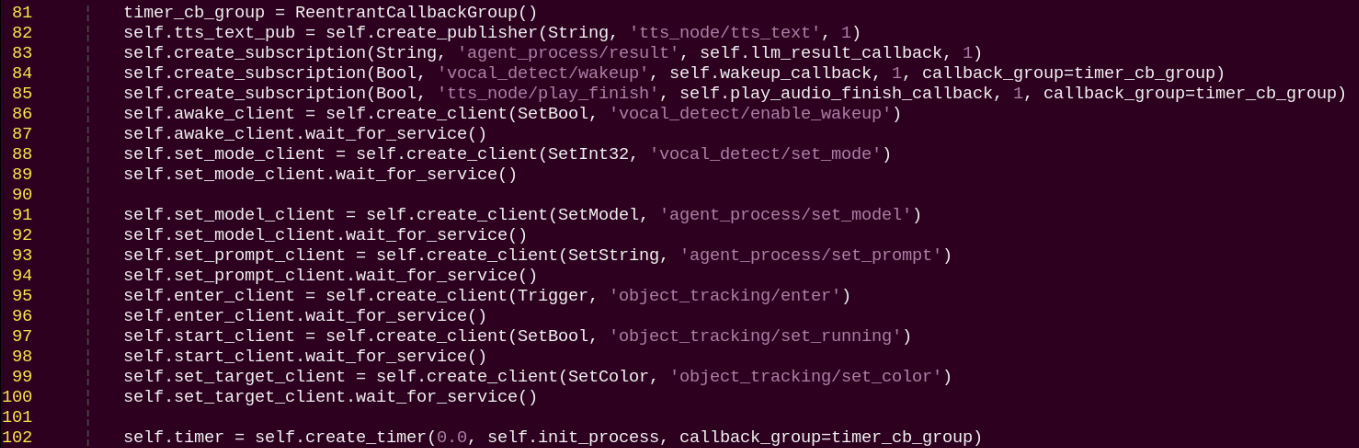 81 timer_cb_group = ReentrantCallbackGroup()
82 self.tts_text_pub = self.create_publisher(String, 'tts_node/tts_text', 1)
83 self.create_subscription(String, 'agent_process/result', self.llm_result_callback, 1)
84 self.create_subscription(Bool, 'vocal_detect/wakeup', self.wakeup_callback, 1, callback_group=timer_cb_group)
85 self.create_subscription(Bool, 'tts_node/play_finish', self.play_audio_finish_callback, 1, callback_group=timer_cb_group)
86 self.awake_client = self.create_client(SetBool, 'vocal_detect/enable_wakeup')
87 self.awake_client.wait_for_service()
88 self.set_mode_client = self.create_client(SetInt32, 'vocal_detect/set_mode')
89 self.set_mode_client.wait_for_service()
90
91 self.set_model_client = self.create_client(SetModel, 'agent_process/set_model')
92 self.set_model_client.wait_for_service()
93 self.set_prompt_client = self.create_client(SetString, 'agent_process/set_prompt')
94 self.set_prompt_client.wait_for_service()
95 self.enter_client = self.create_client(Trigger, 'object_tracking/enter')
96 self.enter_client.wait_for_service()
97 self.start_client = self.create_client(SetBool, 'object_tracking/set_running')
98 self.start_client.wait_for_service()
99 self.set_target_client = self.create_client(SetColor, 'object_tracking/set_color')
100 self.set_target_client.wait_for_service()
101
102 self.timer = self.create_timer(0.0, self.init_process, callback_group=timer_cb_group)